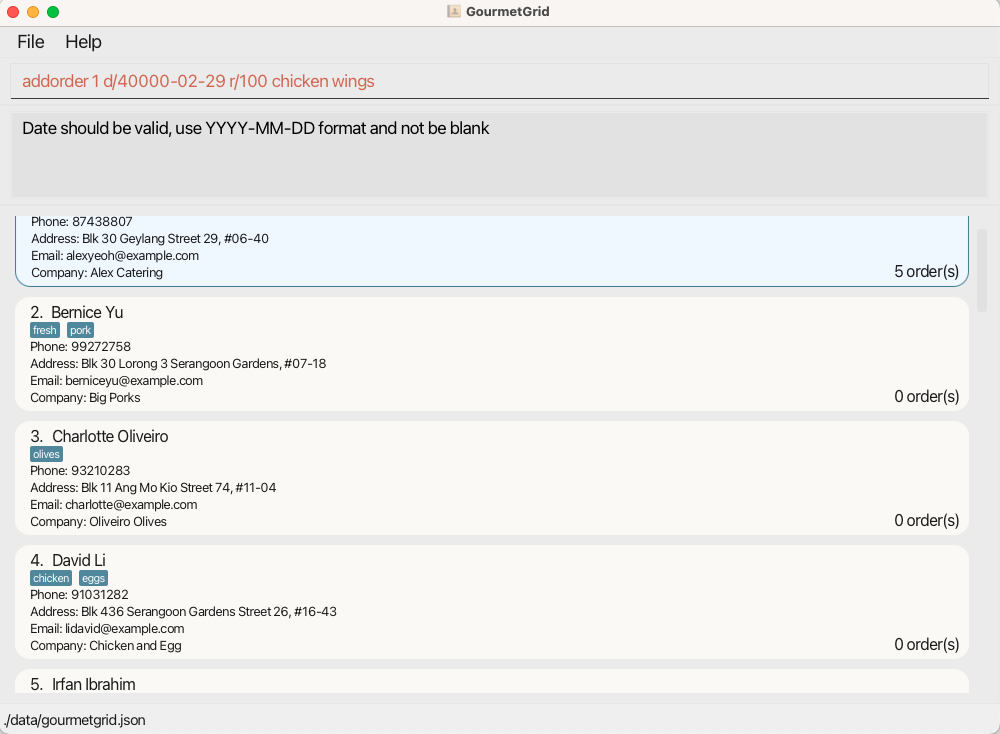 GourmetGrid
File Help
addorder 1 d/40000-02-29 r/100 chicken wings
Date should be valid, use YYYY-MM-DD format and not be blank
Phone: 87438807
Address: Blk 30 Geylang Street 29, #06-40
Email: alexyeoh@example.com
Company: Alex Catering
5 order(s)
2. Bernice Yu
fresh pork
Phone: 99272758
Address: Blk 30 Lorong 3 Serangoon Gardens, #07-18
Email: berniceyu@example.com
Company: Big Porks
0 order(s)
3. Charlotte Oliveiro
olives
Phone: 93210283
Address: Blk 11 Ang Mo Kio Street 74, #11-04
Email: charlotte@example.com
Company: Oliveiro Olives
0 order(s)
4. David Li
chicken eggs
Phone: 91031282
Address: Blk 436 Serangoon Gardens Street 26, #16-43
Email: lidavid@example.com
Company: Chicken and Egg
0 order(s)
5. Irfan Ibrahim
./data/gourmetgrid.json